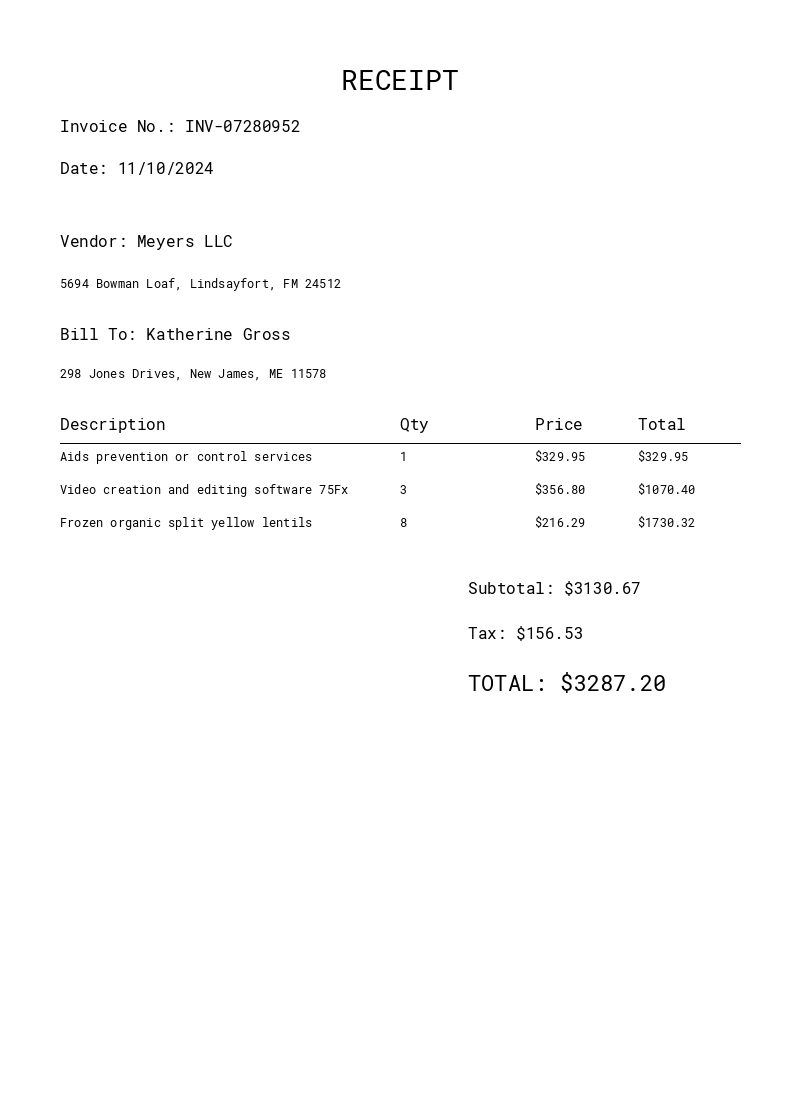 RECEIPT
Invoice No.: INV-07280952
Date: 11/10/2024
Vendor: Meyers LLC
5694 Bowman Loaf, Lindsayfort, FM 24512
Bill To: Katherine Gross
298 Jones Drives, New James, ME 11578
Description Qty Price Total
Aids prevention or control services 1 $329.95 $329.95
Video creation and editing software 75Fx 3 $356.80 $1070.40
Frozen organic split yellow lentils 8 $216.29 $1730.32
Subtotal: $3130.67
Tax: $156.53
TOTAL: $3287.20